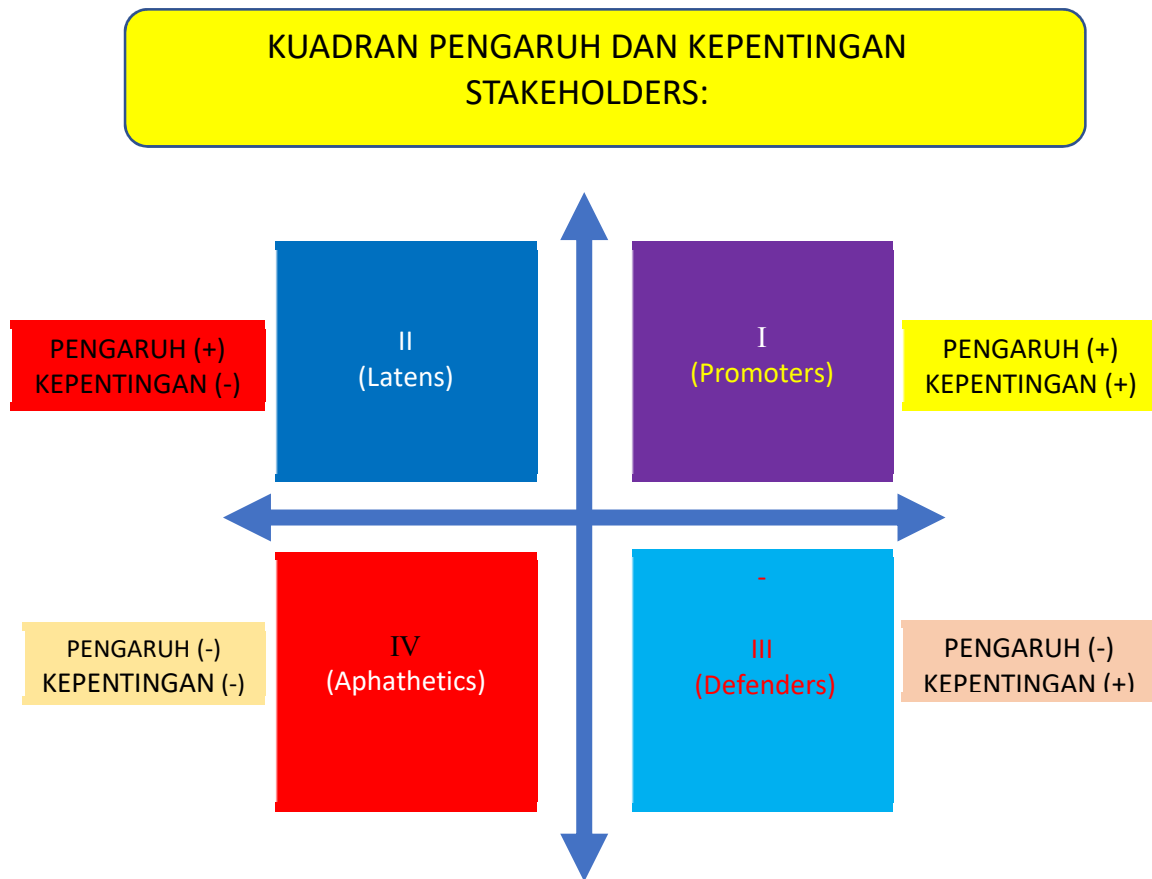 KUADRAN PENGARUH DAN KEPENTINGAN
STAKEHOLDERS:
II
(Latens)
I
(Promoters)
PENGARUH (+)
KEPENTINGAN (-)
PENGARUH (+)
KEPENTINGAN (+)
-
IV
(Aphathetics)
III
(Defenders)
PENGARUH (-)
KEPENTINGAN (-)
PENGARUH (-)
KEPENTINGAN (+)